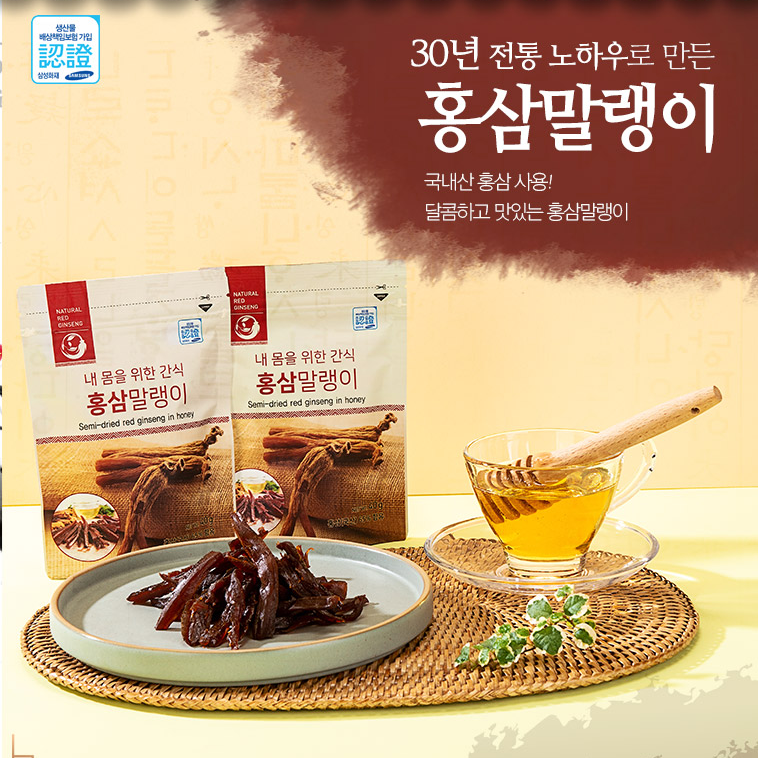 생산물
배상책임보험 가입
認證
삼성화재 SAMSUNG
30년 전통 노하우로 만든
홍삼말랭이
국내산 홍삼 사용!
달콤하고 맛있는 홍삼말랭이
NATURAL
RED
GINSENG
認證
내 몸을 위한 간식
홍삼말랭이
Semi-dried red ginseng in honey
NATURAL
RED
GINSENG
認證
내 몸을 위한 간식
홍삼말랭이
Semi-dried red ginseng in honey